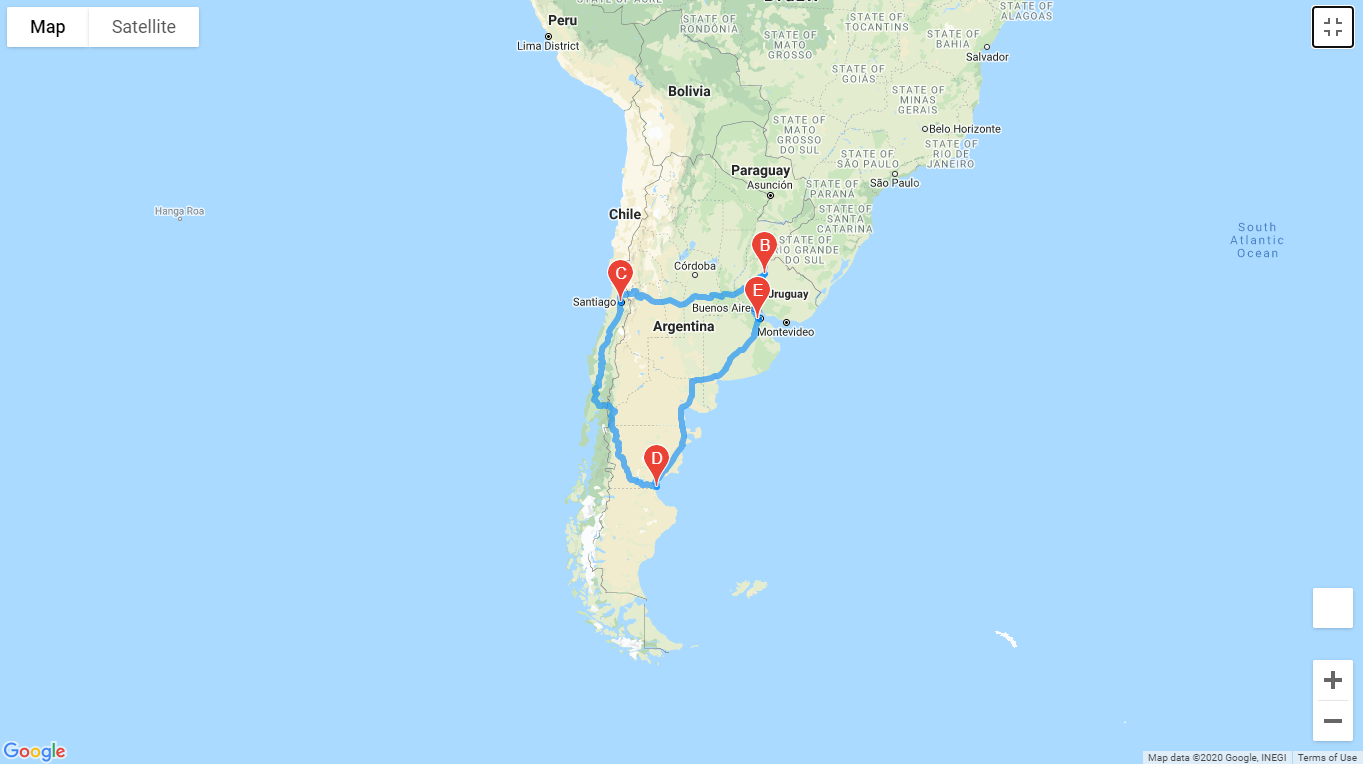 Map
Satellite
Peru
Lima District
Bolivia
STATE OF
RONDÔNIA
STATE OF
MATO
GROSSO
STATE OF
TOCANTINS
STATE OF
ALAGOAS
STATE OF
BAHIA
Salvador
STATE OF
GOIÁS
STATE OF
MINAS
GERAIS
Belo Horizonte
STATE OF
MATO
GROSSO
DO SUL
STATE OF
RIO DE
JANEIRO
STATE OF
SÃO PAULO
São Paulo
Paraguay
Asunción
STATE OF
PARANÁ
STATE OF
SANTA
CATARINA
Hanga Roa
Chile
South
Atlantic
Ocean
B
STATE OF
RIO GRANDE
DO SUL
C
Córdoba
E
Uruguay
Santiago
Buenos Aire
Argentina
Montevideo
D
Google
Map data ©2020 Google, INEGI
Terms of Use